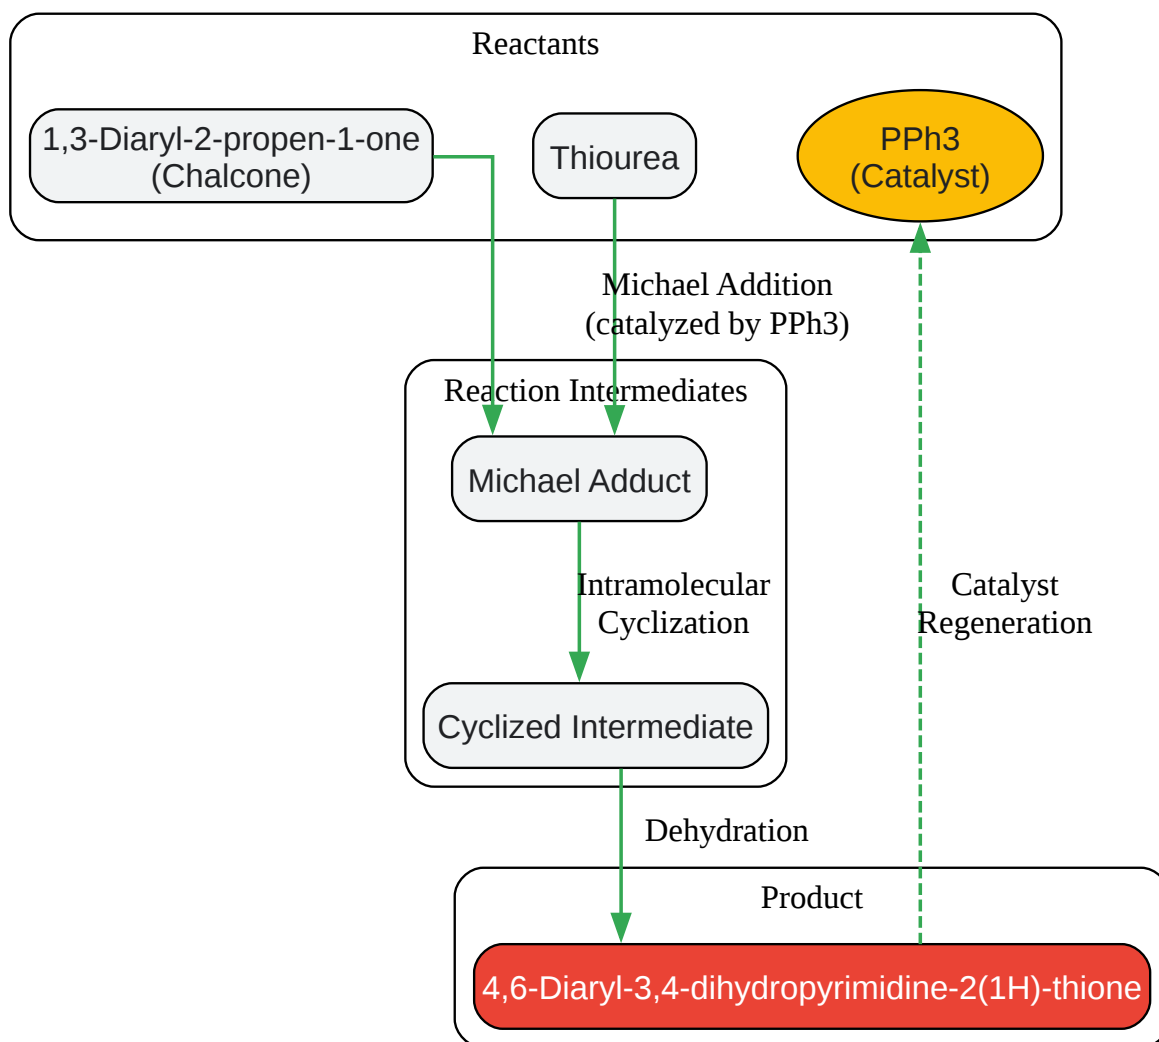 Reactants
1,3-Diaryl-2-propen-1-one
(Chalcone)
Thiourea
PPh3
(Catalyst)
Michael Addition
(catalyzed by PPh3)
Reaction Intermediates
Michael Adduct
Intramolecular
Cyclization
Catalyst
Regeneration
Cyclized Intermediate
Dehydration
Product
4,6-Diaryl-3,4-dihydropyrimidine-2(1H)-thione